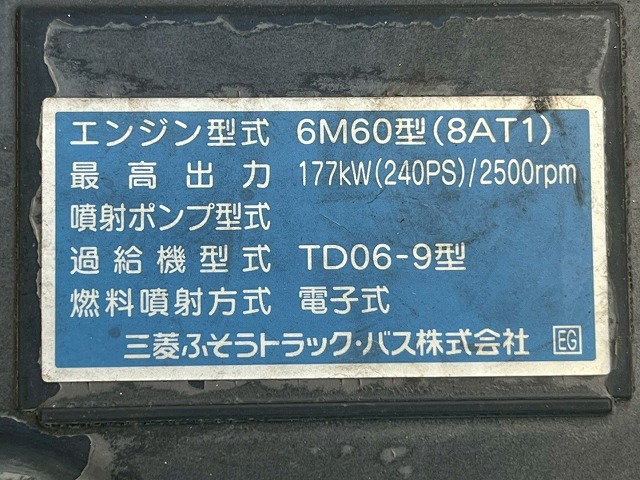 エンジン型式 6M60型(8AT1)
最高出力 177kW(240PS)/2500rpm
噴射ポンプ型式
過給機型式 TD06-9型
燃料噴射方式 電子式
三菱ふそうトラック・バス株式会社 EG